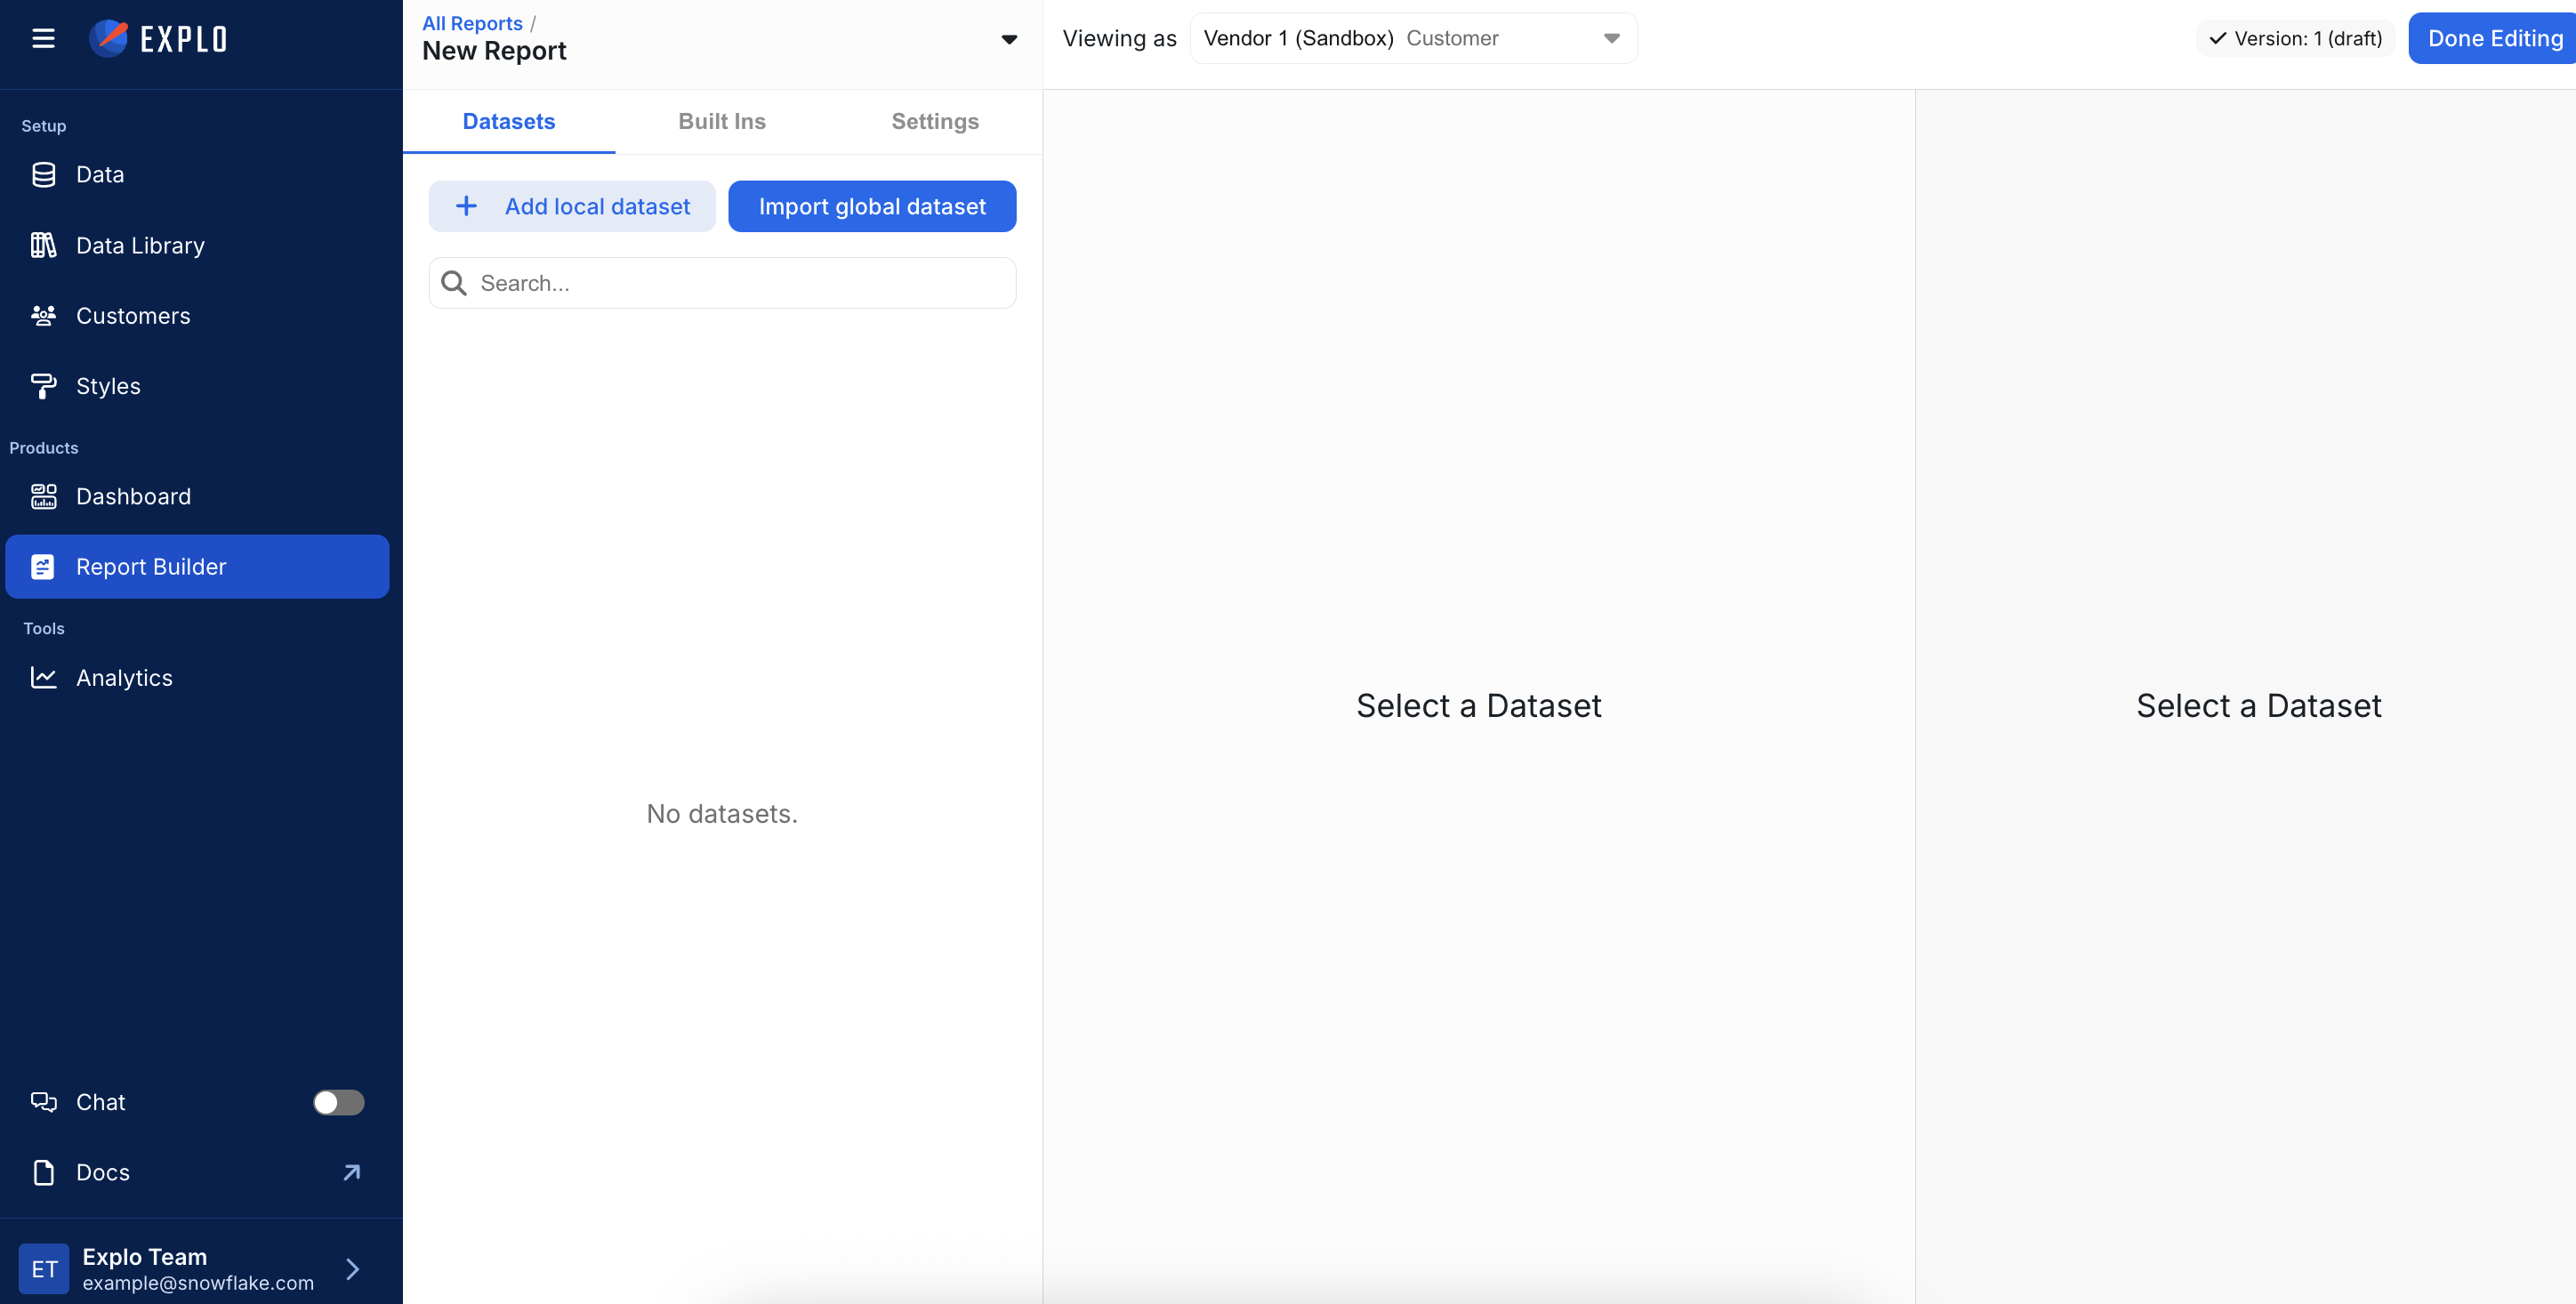 EXPLO
Setup
Data
Data Library
Customers
Styles
Products
Dashboard
Report Builder
Tools
Analytics
Chat
Docs
ET
Explo Team
example@snowflake.com
All Reports /
New Report
Datasets Built Ins Settings
Add local dataset Import global dataset
Search...
No datasets.
Viewing as Vendor 1 (Sandbox) Customer
Version: 1 (draft) Done Editing
Select a Dataset
Select a Dataset